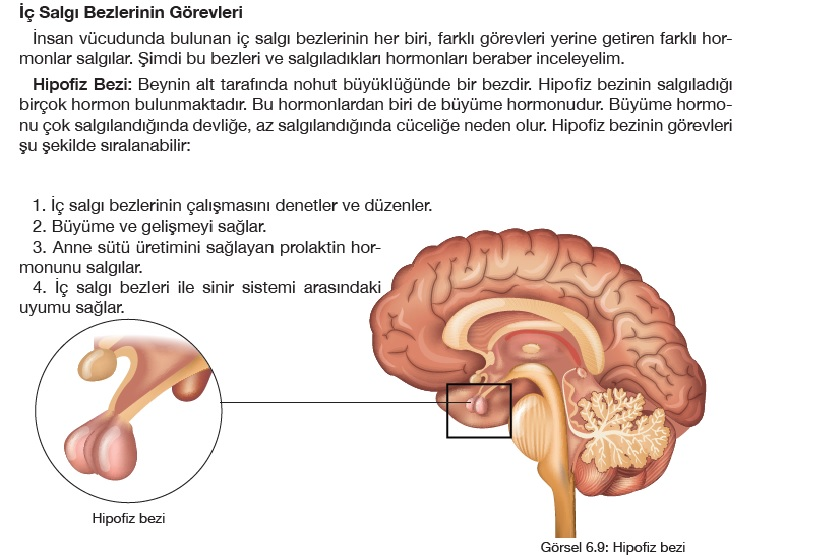 İç Salgı Bezlerinin Görevleri
İnsan vücudunda bulunan iç salgı bezlerinin her biri, farklı görevleri yerine getiren farklı hor-
monlar salgılar. Şimdi bu bezleri ve salgıladıkları hormonları beraber inceleyelim.
Hipofiz Bezi: Beynin alt tarafında nohut büyüklüğünde bir bezdir. Hipofiz bezinin salgıladığı
birçok hormon bulunmaktadır. Bu hormonlardan biri de büyüme hormonudur. Büyüme hormo-
nu çok salgılandığında devliğe, az salgılandığında cüceliğe neden olur. Hipofiz bezinin görevleri
şu şekilde sıralanabilir:
1. İç salgı bezlerinin çalışmasını denetler ve düzenler.
2. Büyüme ve gelişmeyi sağlar.
3. Anne sütü üretimini sağlayan prolaktin hor-
monunu salgılar.
4. İç salgı bezleri ile sinir sistemi arasındaki
uyumu sağlar.
Hipofiz bezi
Görsel 6.9: Hipofiz bezi